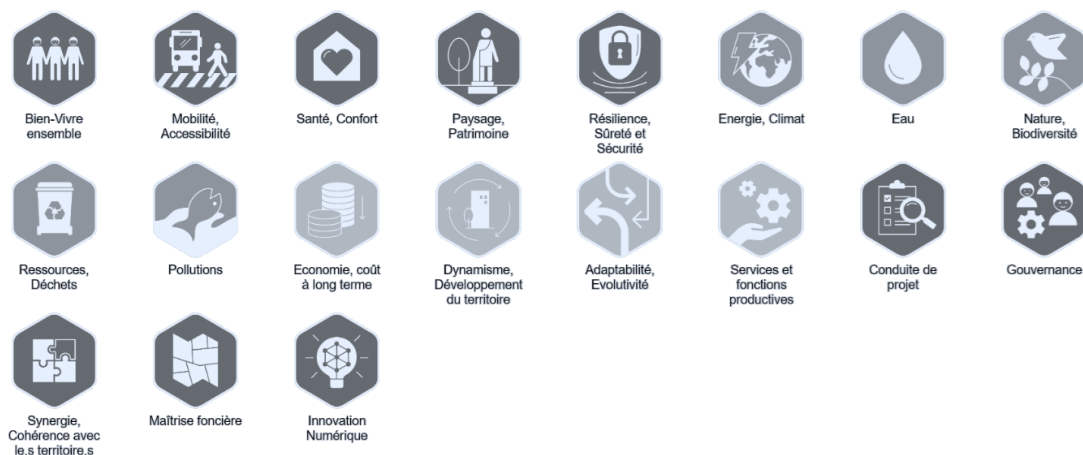 Bien-Vivre
ensemble
Mobilité,
Accessibilité
Santé, Confort
Paysage,
Patrimoine
Résilience,
Sûreté et
Sécurité
Energie, Climat
Eau
Nature,
Biodiversité
Ressources,
Déchets
Pollutions
Economie, coût
à long terme
Dynamisme,
Développement
du territoire
Adaptabilité,
Evolutivité
Services et
fonctions
productives
Conduite de
projet
Gouvernance
Synergie,
Cohérence avec
le.s territoire.s
Maîtrise foncière
Innovation
Numérique